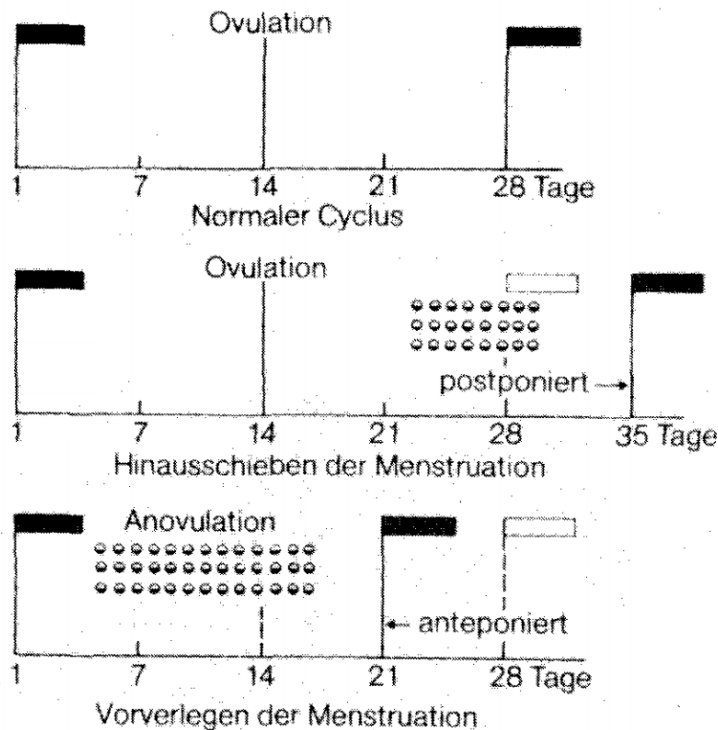 Ovulation
1 7 14 21 28 Tage
Normaler Cyclus
Ovulation
postponiert
1 7 14 21 28 35 Tage
Hinausschieben der Menstruation
Anovulation
anteponiert
1 7 14 21 28 Tage
Vorverlegen der Menstruation